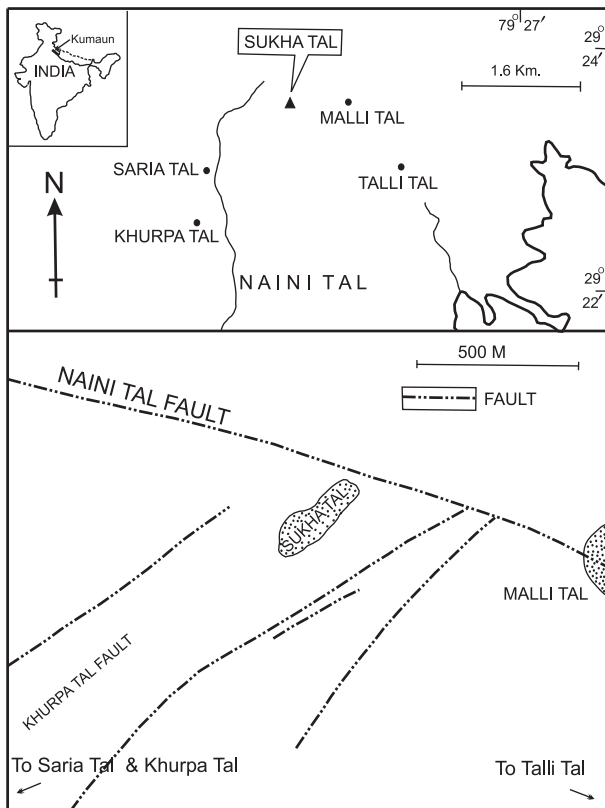 Kumaun
INDIA
SUKHA TAL
79° 27′
29°
24′
1.6 Km.
MALLI TAL
SARIA TAL
TALLI TAL
N
KHURPA TAL
NAINI TAL
29°
22′
500 M
NAINI TAL FAULT
FAULT
SUKHA TAL
MALLI TAL
KHURPA TAL FAULT
To Saria Tal & Khurpa Tal
To Talli Tal